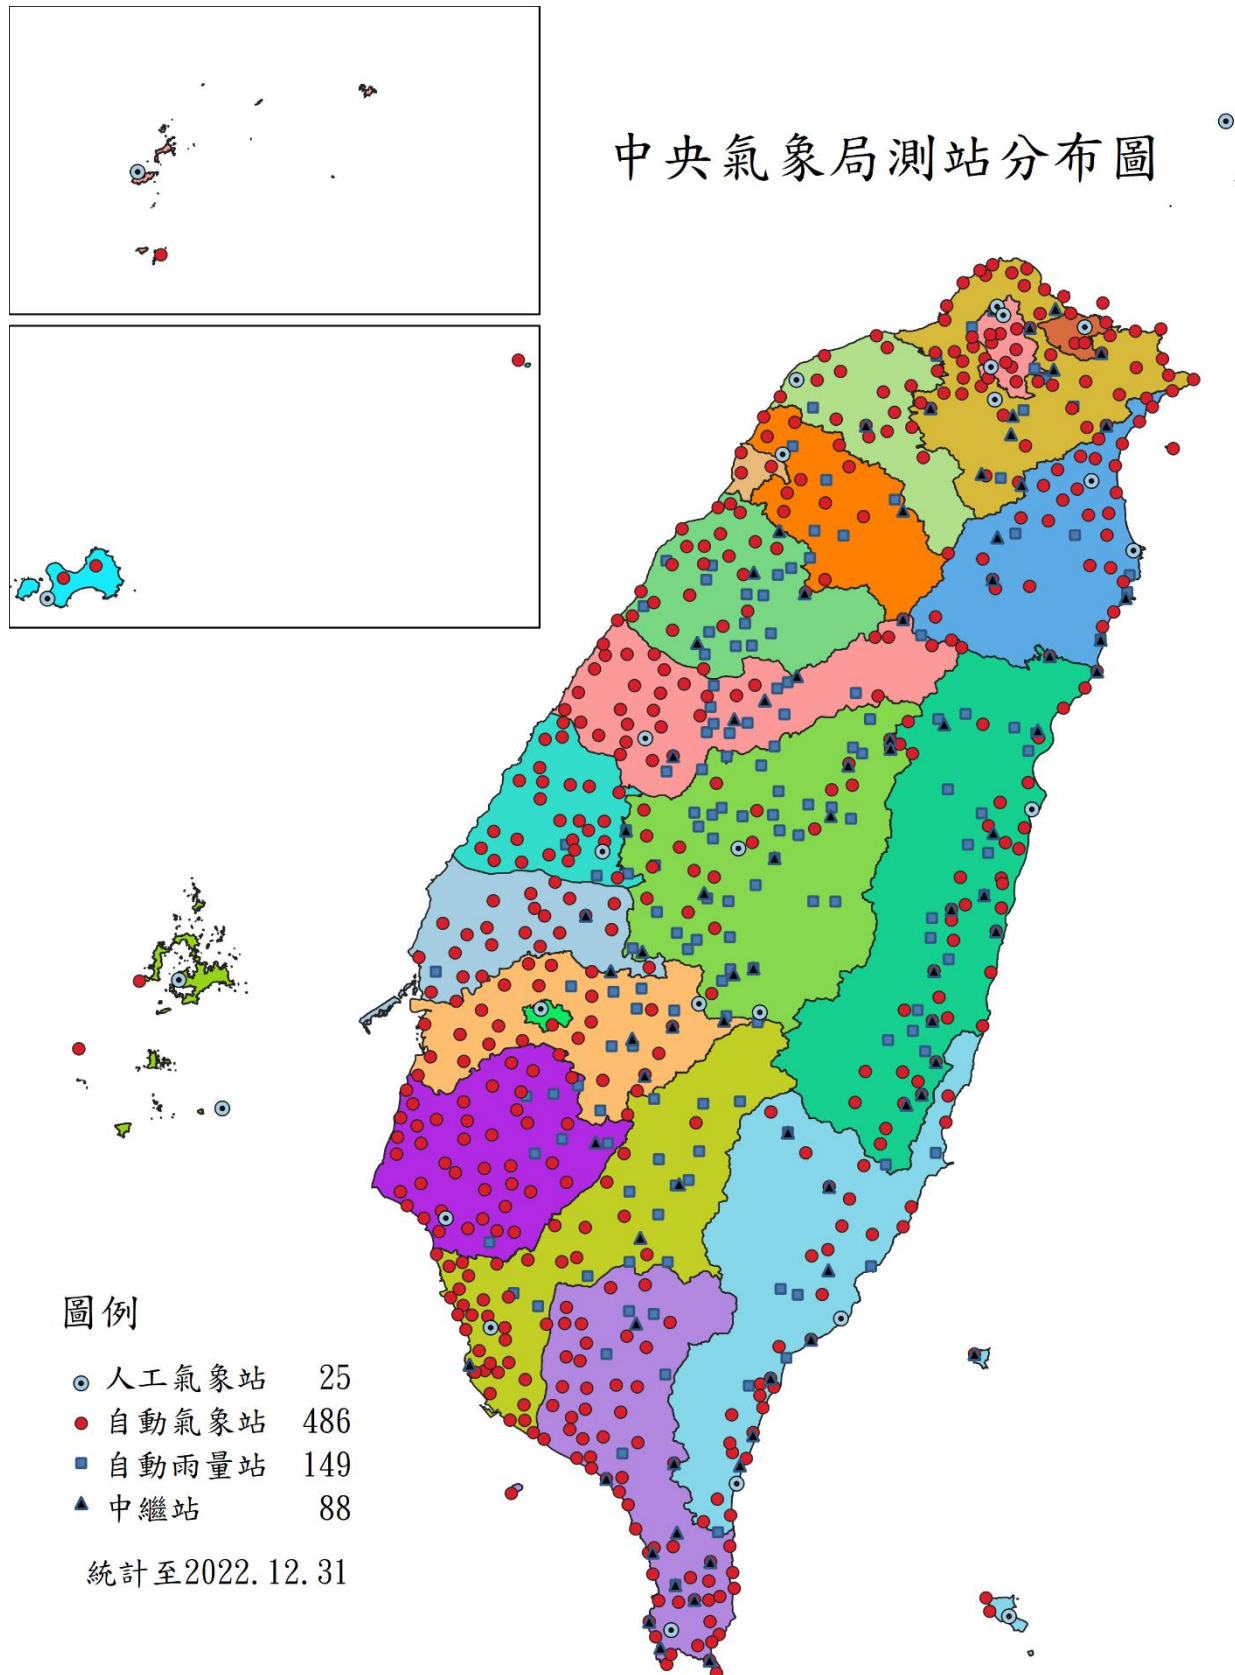 中央氣象局測站分布圖
圖例
人工氣象站 25
自動氣象站 486
自動雨量站 149
中繼站 88
統計至2022.12.31